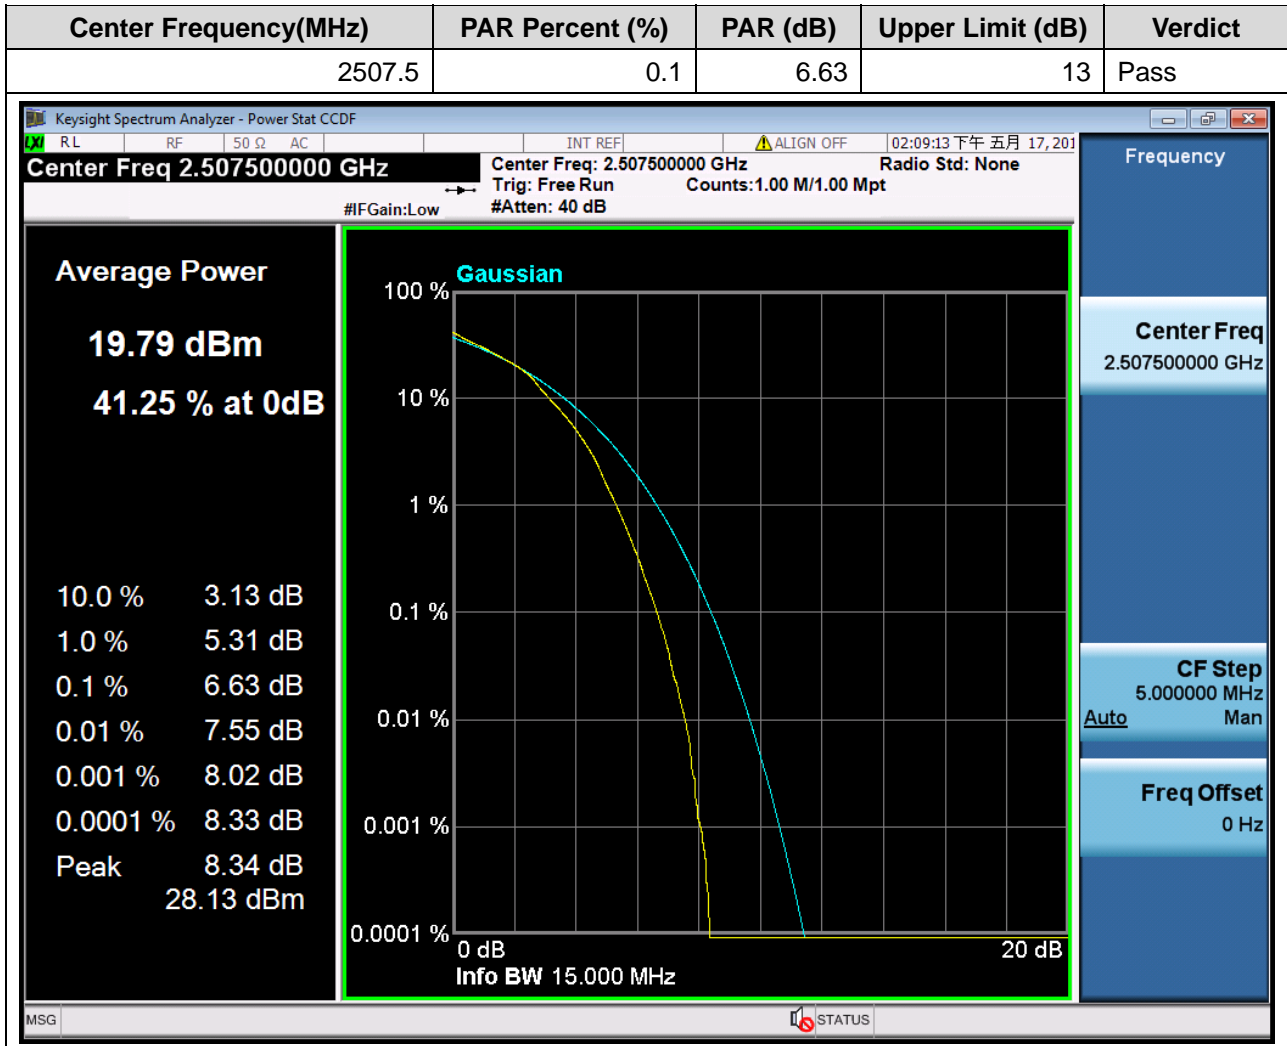 Center Frequency(MHz) PAR Percent (%) PAR (dB) Upper Limit (dB) Verdict
2507.5 0.1 6.63 13 Pass
Keysight Spectrum Analyzer - Power Stat CCDF
LXI RL RF 50 Ω AC INT REF ALIGN OFF 02:09:13下午 五月 17, 201
Center Freq 2.507500000 GHz
Center Freq: 2.507500000 GHz Radio Std: None
Trig: Free Run Counts:1.00 M/1.00 Mpt
#IFGain:Low #Atten: 40 dB
Average Power
19.79 dBm
41.25 % at 0dB
10.0 % 3.13 dB
1.0 % 5.31 dB
0.1 % 6.63 dB
0.01 % 7.55 dB
0.001 % 8.02 dB
0.0001 % 8.33 dB
Peak 8.34 dB
28.13 dBm
Gaussian
100 %
10 %
1 %
0.1 %
0.01 %
0.001 %
0.0001 %
0 dB 20 dB
Info BW 15.000 MHz
Frequency
Center Freq
2.507500000 GHz
CF Step
5.000000 MHz
Auto Man
Freq Offset
0 Hz
MSG STATUS